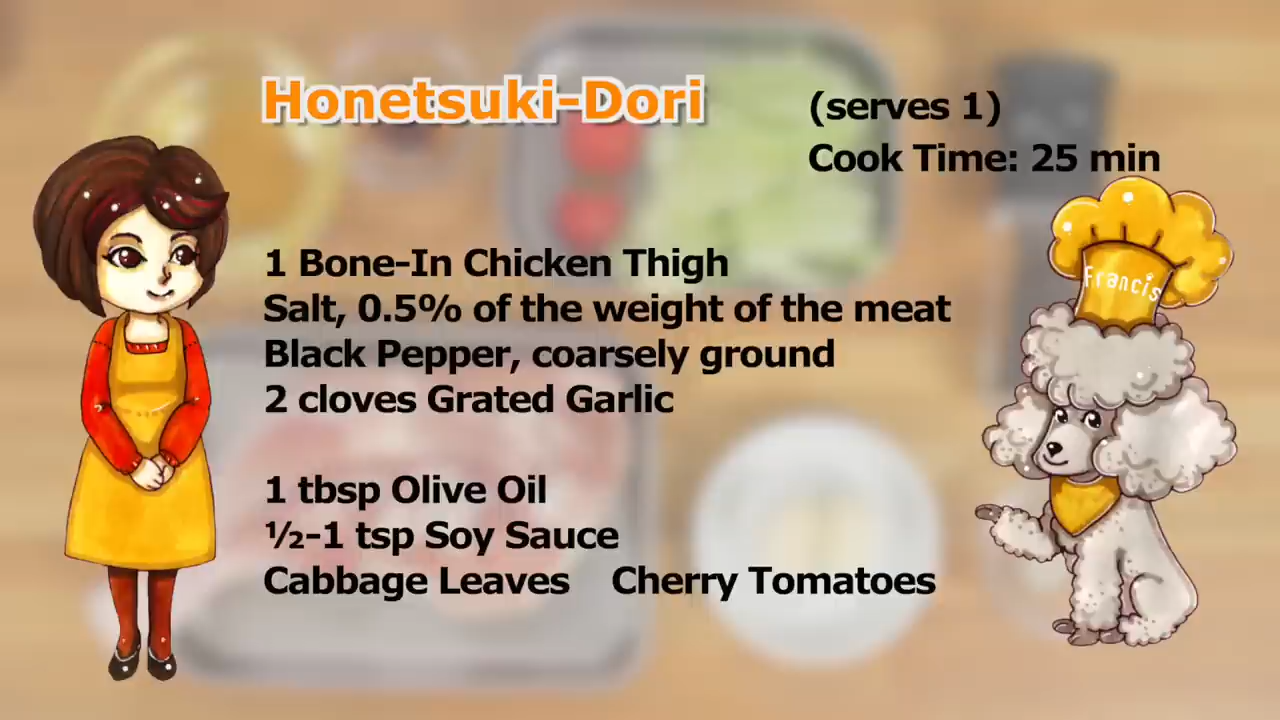 Honetsuki-Dori
(serves 1)
Cook Time: 25 min
Francis
1 Bone-In Chicken Thigh
Salt, 0.5% of the weight of the meat
Black Pepper, coarsely ground
2 cloves Grated Garlic
1 tbsp Olive Oil
½-1 tsp Soy Sauce
Cabbage Leaves    Cherry Tomatoes